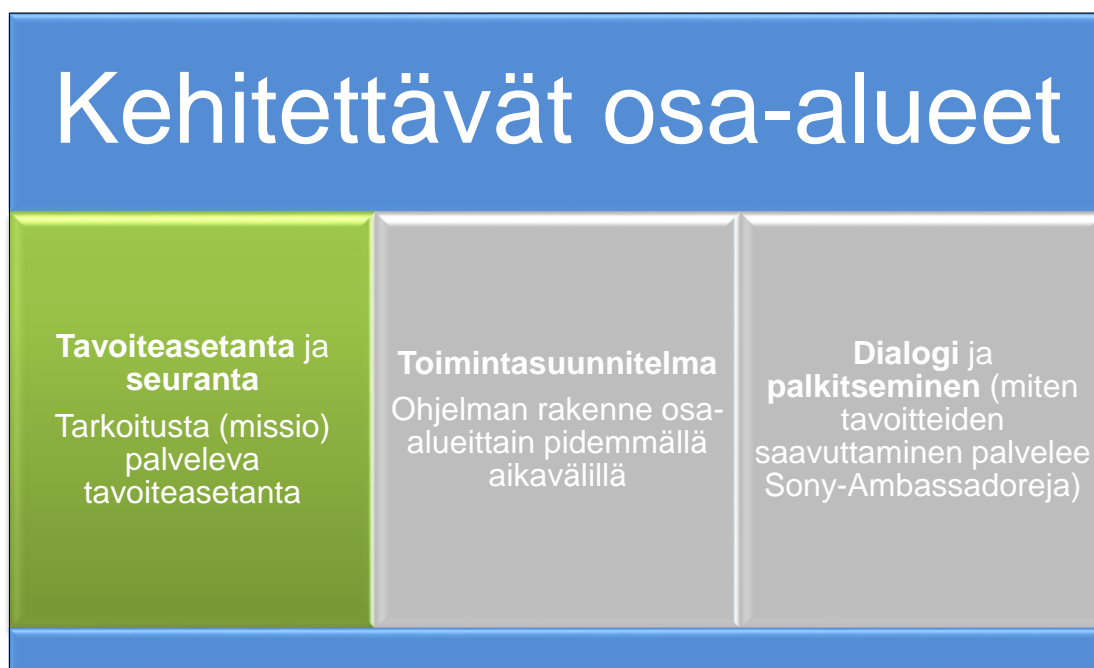 Kehitettävät osa-alueet
Tavoiteasetanta ja
seuranta
Tarkoitusta (missio)
palveleva
tavoiteasetanta
Toimintasuunnitelma
Ohjelman rakenne osa-
alueittain pidemmällä
aikavälillä
Dialogi ja
palkitseminen (miten
tavoitteiden
saavuttaminen palvelee
Sony-Ambassadoreja)